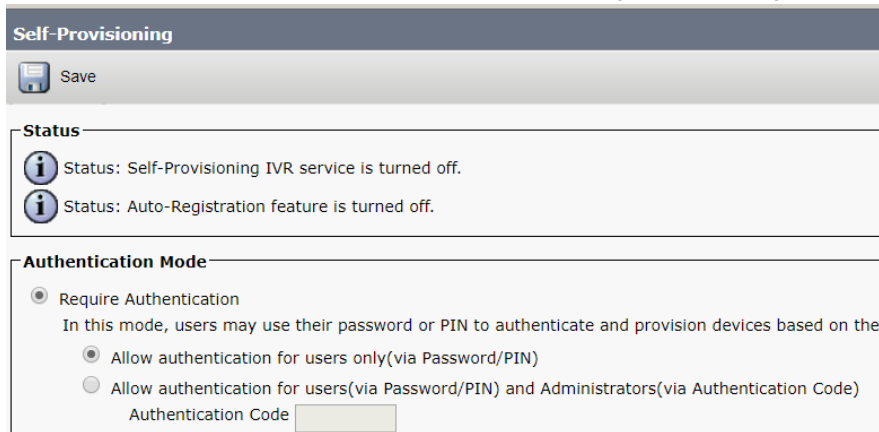 Self-Provisioning
Save
Status
Status: Self-Provisioning IVR service is turned off.
Status: Auto-Registration feature is turned off.
Authentication Mode
Require Authentication
In this mode, users may use their password or PIN to authenticate and provision devices based on the
Allow authentication for users only(via Password/PIN)
Allow authentication for users(via Password/PIN) and Administrators(via Authentication Code)
Authentication Code